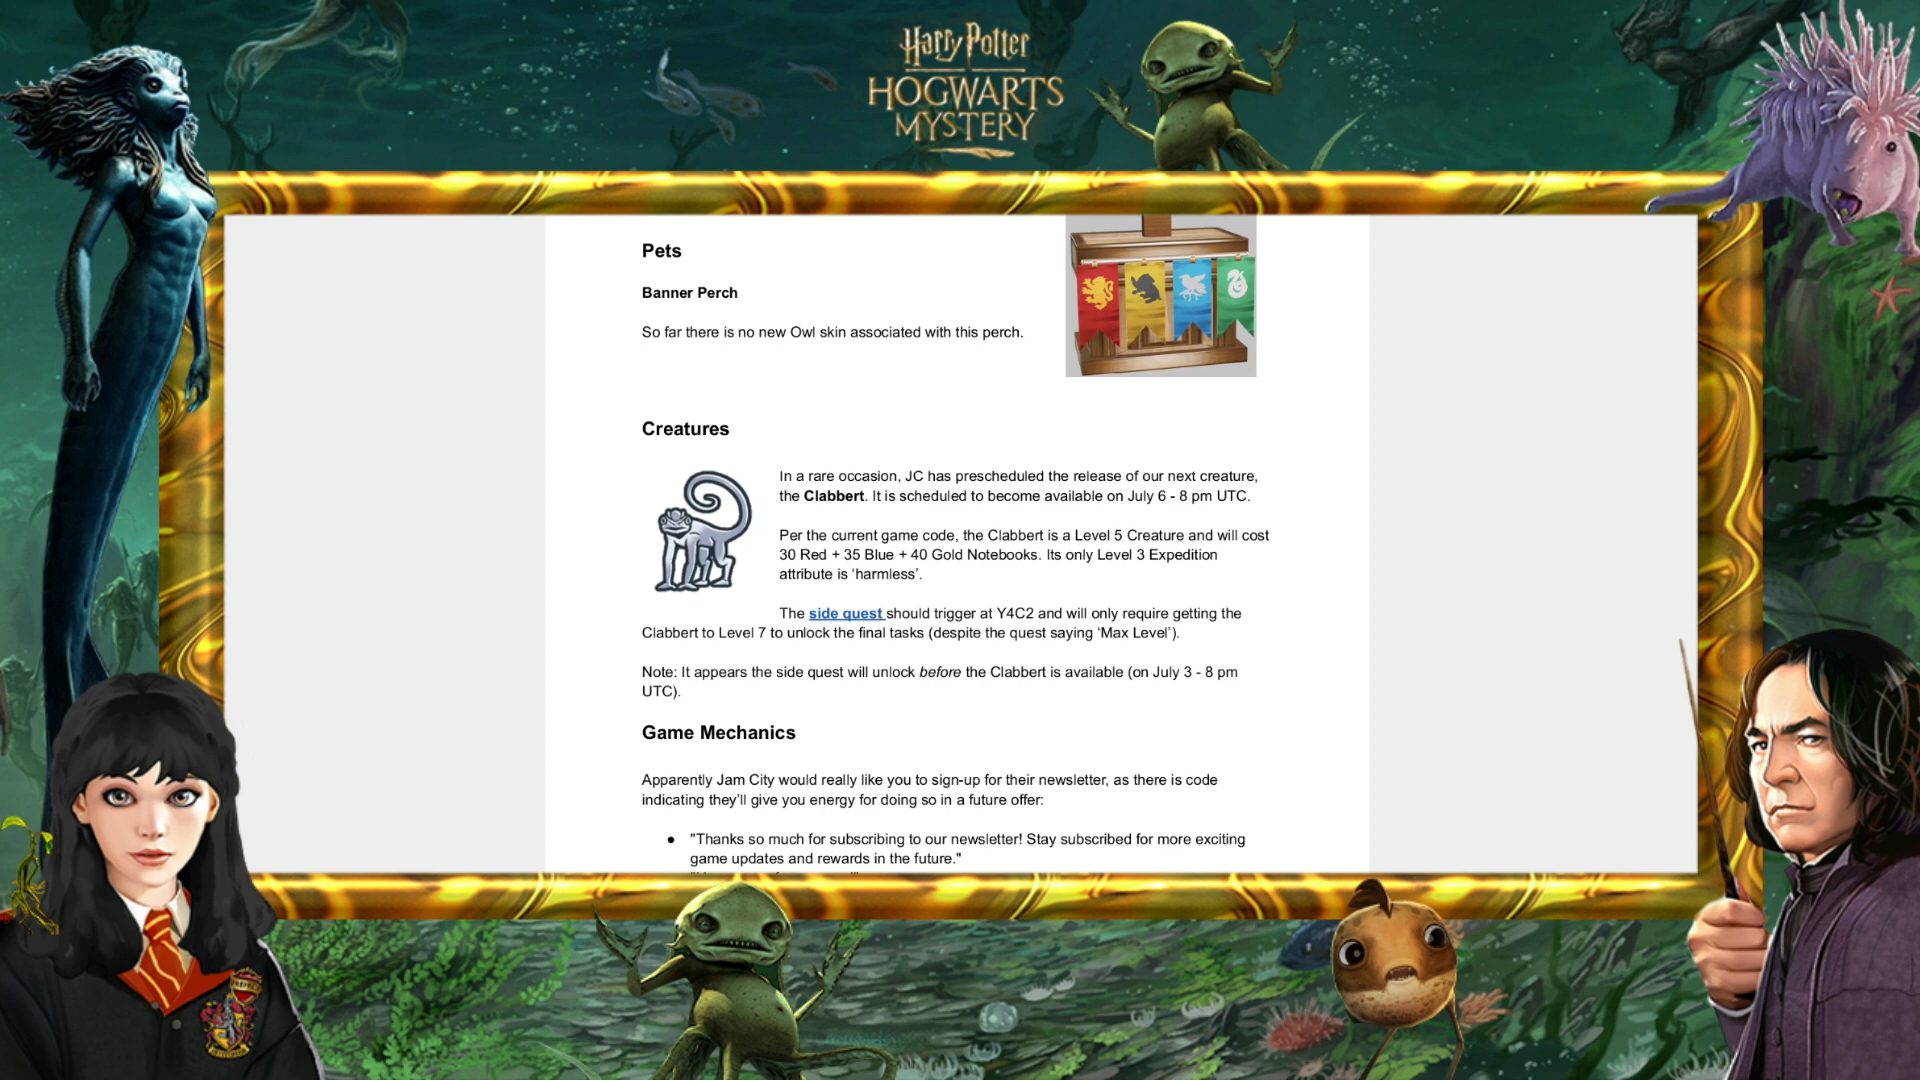 Harry Potter
HOGWARTS
MYSTERY
Pets
Banner Perch
So far there is no new Owl skin associated with this perch.
Creatures
In a rare occasion, JC has prescheduled the release of our next creature,
the Clabbert. It is scheduled to become available on July 6 - 8 pm UTC.
Per the current game code, the Clabbert is a Level 5 Creature and will cost
30 Red + 35 Blue + 40 Gold Notebooks. Its only Level 3 Expedition
attribute is ‘harmless’.
The side quest should trigger at Y4C2 and will only require getting the
Clabbert to Level 7 to unlock the final tasks (despite the quest saying ‘Max Level’).
Note: It appears the side quest will unlock before the Clabbert is available (on July 3 - 8 pm
UTC).
Game Mechanics
Apparently Jam City would really like you to sign-up for their newsletter, as there is code
indicating they’ll give you energy for doing so in a future offer:
● "Thanks so much for subscribing to our newsletter! Stay subscribed for more exciting
game updates and rewards in the future."
PREFECT